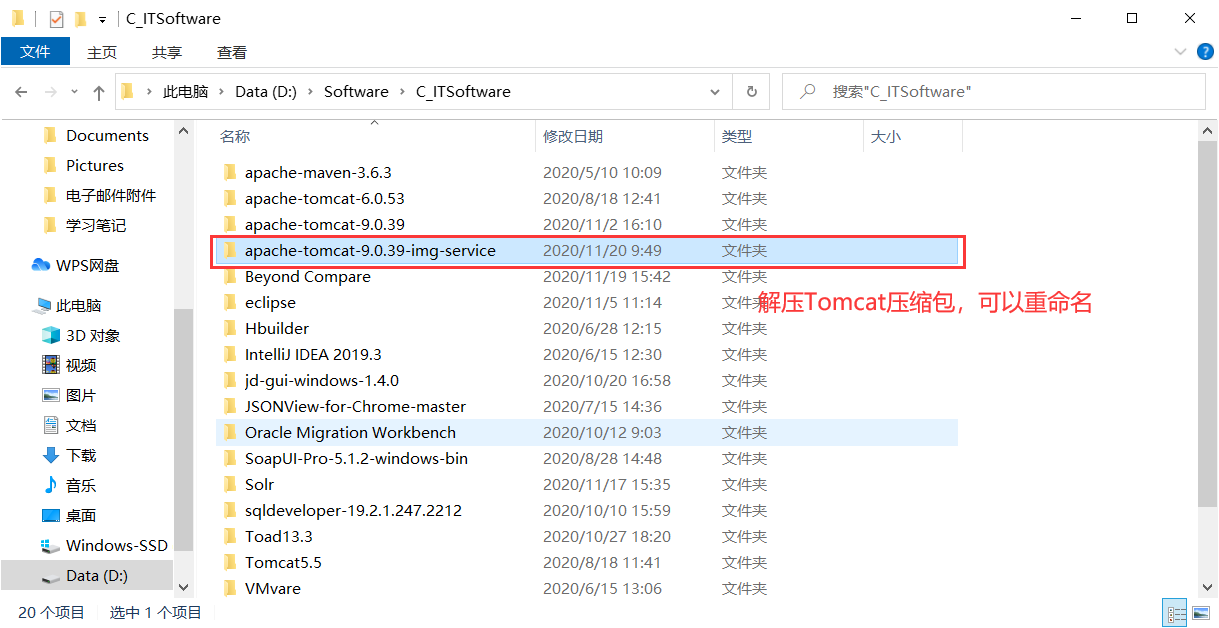 C_ITSoftware
文件 主页 共享 查看
此电脑 Data (D:) Software C_ITSoftware
搜索"C_ITSoftware"
Documents
Pictures
电子邮件附件
学习笔记
WPS网盘
此电脑
3D 对象
视频
图片
文档
下载
音乐
桌面
Windows-SSD
Data (D:)
名称 修改日期 类型 大小
apache-maven-3.6.3 2020/5/10 10:09 文件夹
apache-tomcat-6.0.53 2020/8/18 12:41 文件夹
apache-tomcat-9.0.39 2020/11/2 16:10 文件夹
apache-tomcat-9.0.39-img-service 2020/11/20 9:49 文件夹
Beyond Compare 2020/11/19 15:42 文件夹
eclipse 2020/11/5 11:14 文件夹
解压Tomcat压缩包，可以重命名
Hbuilder 2020/6/28 12:15 文件夹
IntelliJ IDEA 2019.3 2020/6/15 12:30 文件夹
jd-gui-windows-1.4.0 2020/10/20 16:58 文件夹
JSONView-for-Chrome-master 2020/7/15 14:36 文件夹
Oracle Migration Workbench 2020/10/12 9:03 文件夹
SoapUI-Pro-5.1.2-windows-bin 2020/8/28 14:48 文件夹
Solr 2020/11/17 15:35 文件夹
sqldeveloper-19.2.1.247.2212 2020/10/10 15:59 文件夹
Toad13.3 2020/10/27 18:20 文件夹
Tomcat5.5 2020/8/18 11:41 文件夹
VMware 2020/6/15 13:06 文件夹
20 个项目 选中 1 个项目